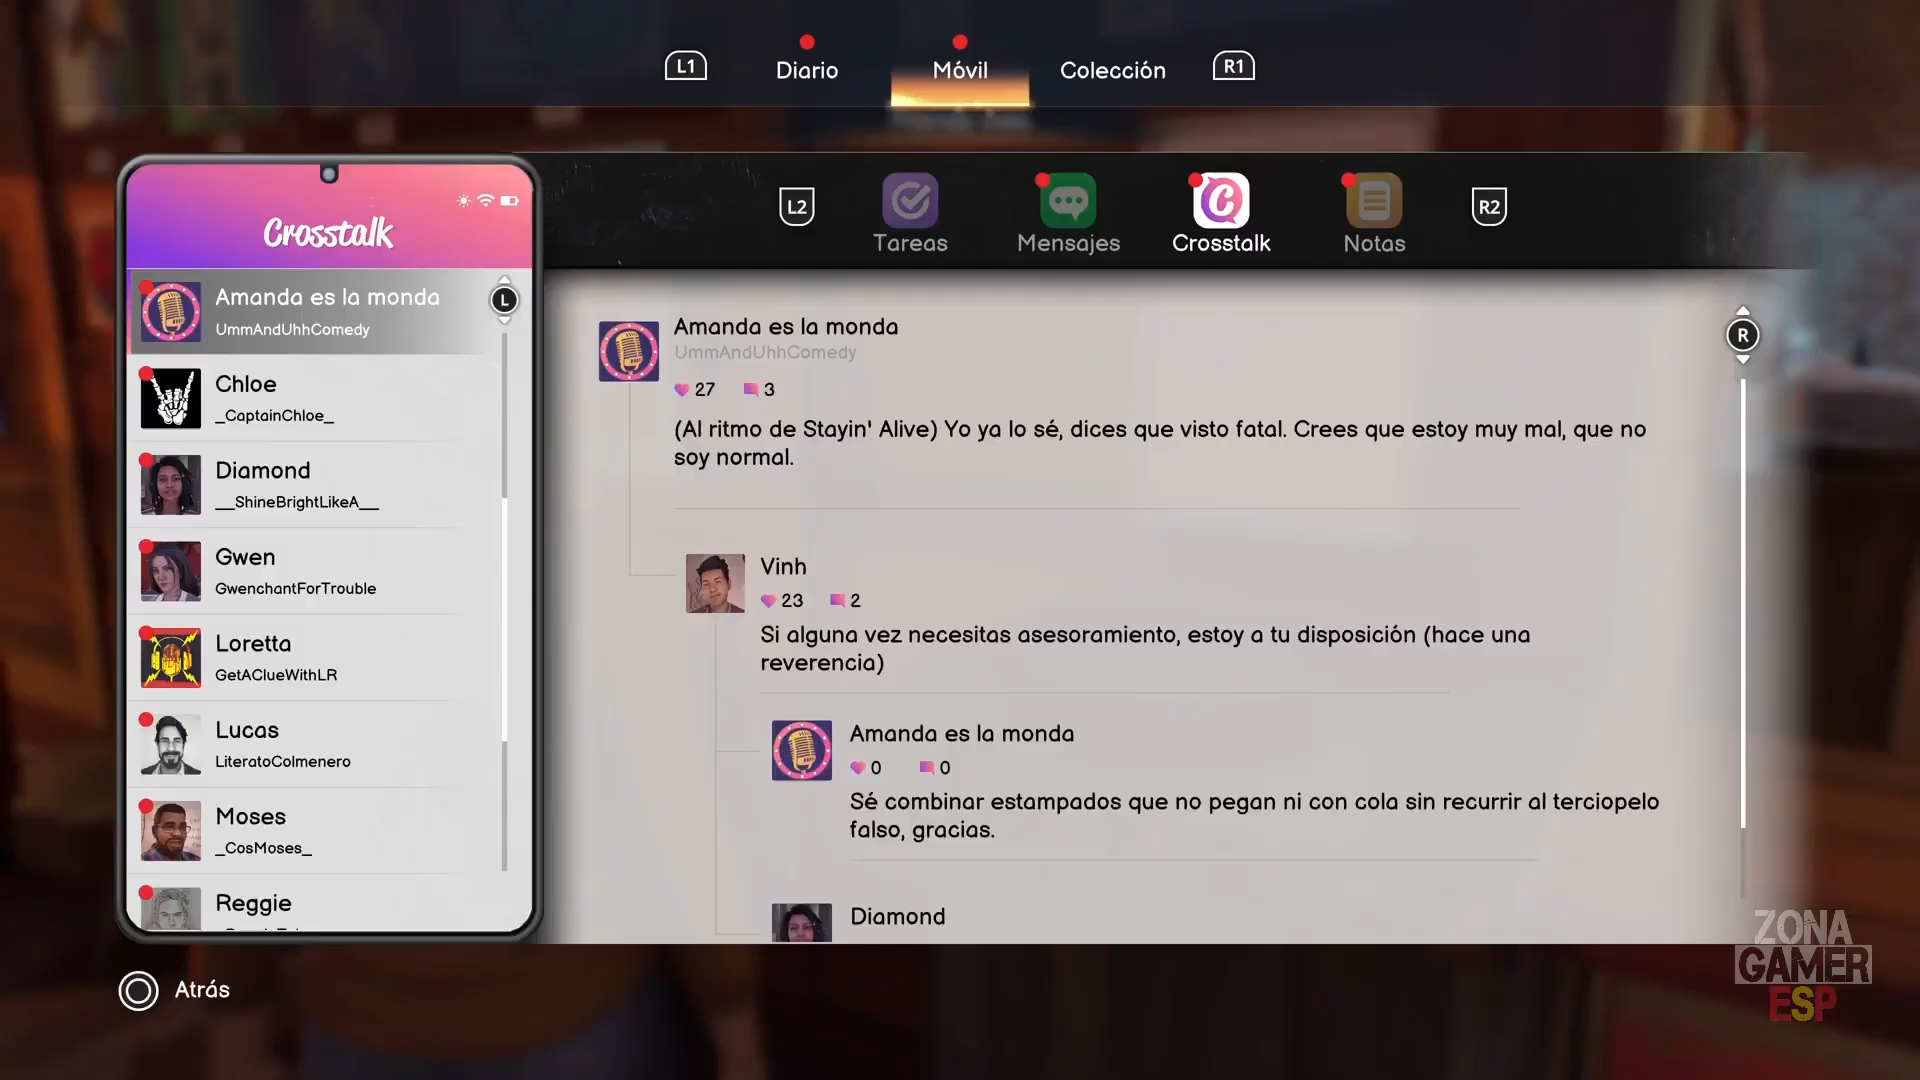 L1
Diario
Móvil
Colección
R1
Crosstalk
L2
Tareas
Mensajes
Crosstalk
Notas
R2
Amanda es la monda
UmmAndUhhComedy
L
Chloe
_CaptainChloe_
Diamond
__ShineBrightLikeA__
Gwen
GwenchantForTrouble
Loretta
GetAClueWithLR
Lucas
LiteratoColmenero
Moses
_CosMoses_
Reggie
Amanda es la monda
UmmAndUhhComedy
27 3
R
(Al ritmo de Stayin' Alive) Yo ya lo sé, dices que visto fatal. Crees que estoy muy mal, que no
soy normal.
Vinh
23 2
Si alguna vez necesitas asesoramiento, estoy a tu disposición (hace una
reverencia)
Amanda es la monda
0 0
Sé combinar estampados que no pegan ni con cola sin recurrir al terciopelo
falso, gracias.
Diamond
Atrás
ZONA
GAMER
ESP